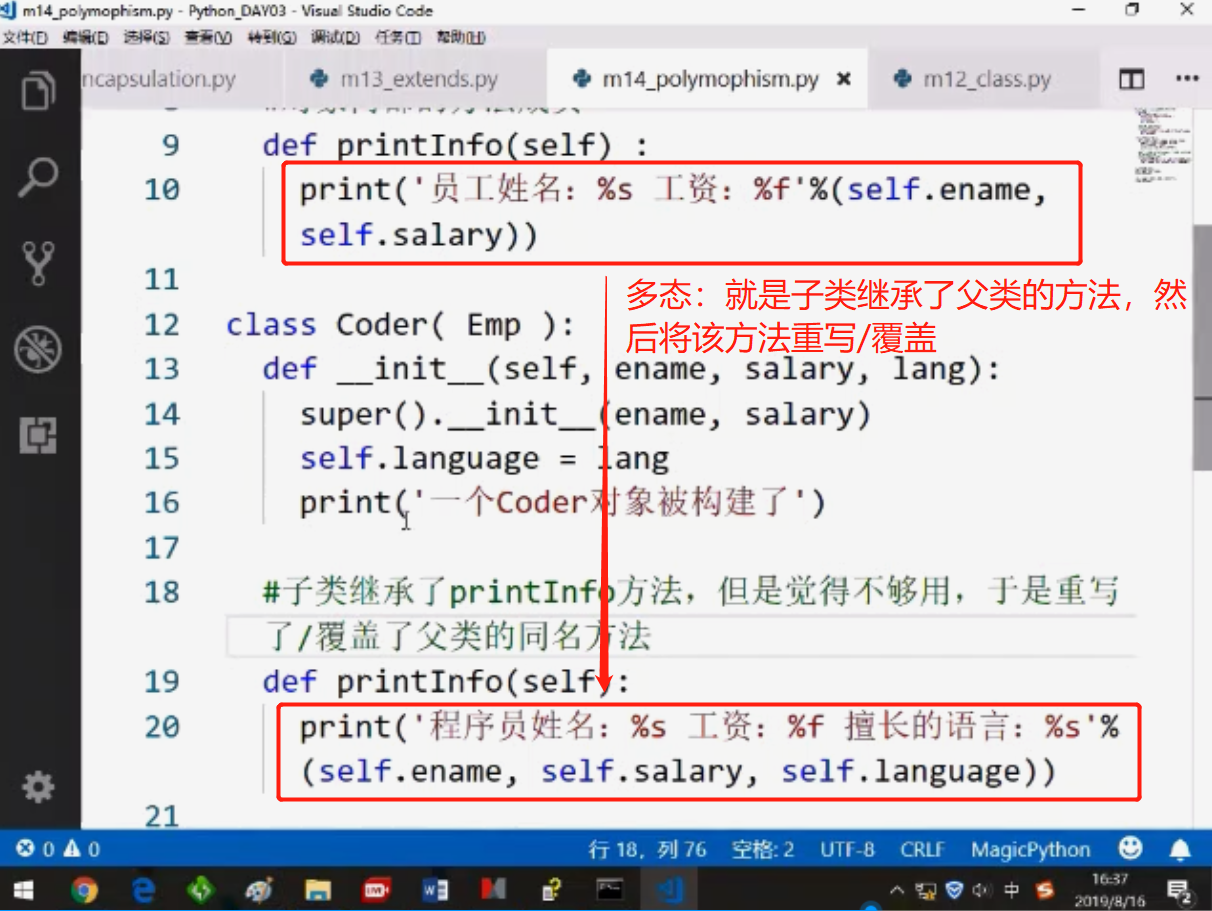 m14_polymophism.py - Python_DAY03 - Visual Studio Code
文件(F) 编辑(E) 选择(S) 查看(V) 转到(G) 调试(D) 任务(T) 帮助(H)
ncapsulation.py m13_extends.py m14_polymophism.py m12_class.py
9 def printInfo(self) :
10 print('员工姓名：%s 工资：%f'%(self.ename,
self.salary))
11
多态：就是子类继承了父类的方法，然
后将该方法重写/覆盖
12 class Coder( Emp ):
13 def __init__(self, ename, salary, lang):
14 super().__init__(ename, salary)
15 self.language = lang
16 print('一个Coder对象被构建了')
17
18 #子类继承了printInfo方法，但是觉得不够用，于是重写
了/覆盖了父类的同名方法
19 def printInfo(self):
20 print('程序员姓名：%s 工资：%f 擅长的语言：%s'%
(self.ename, self.salary, self.language))
21
0 0 行 18，列 76 空格: 2 UTF-8 CRLF MagicPython
中 16:37
2019/8/16 2